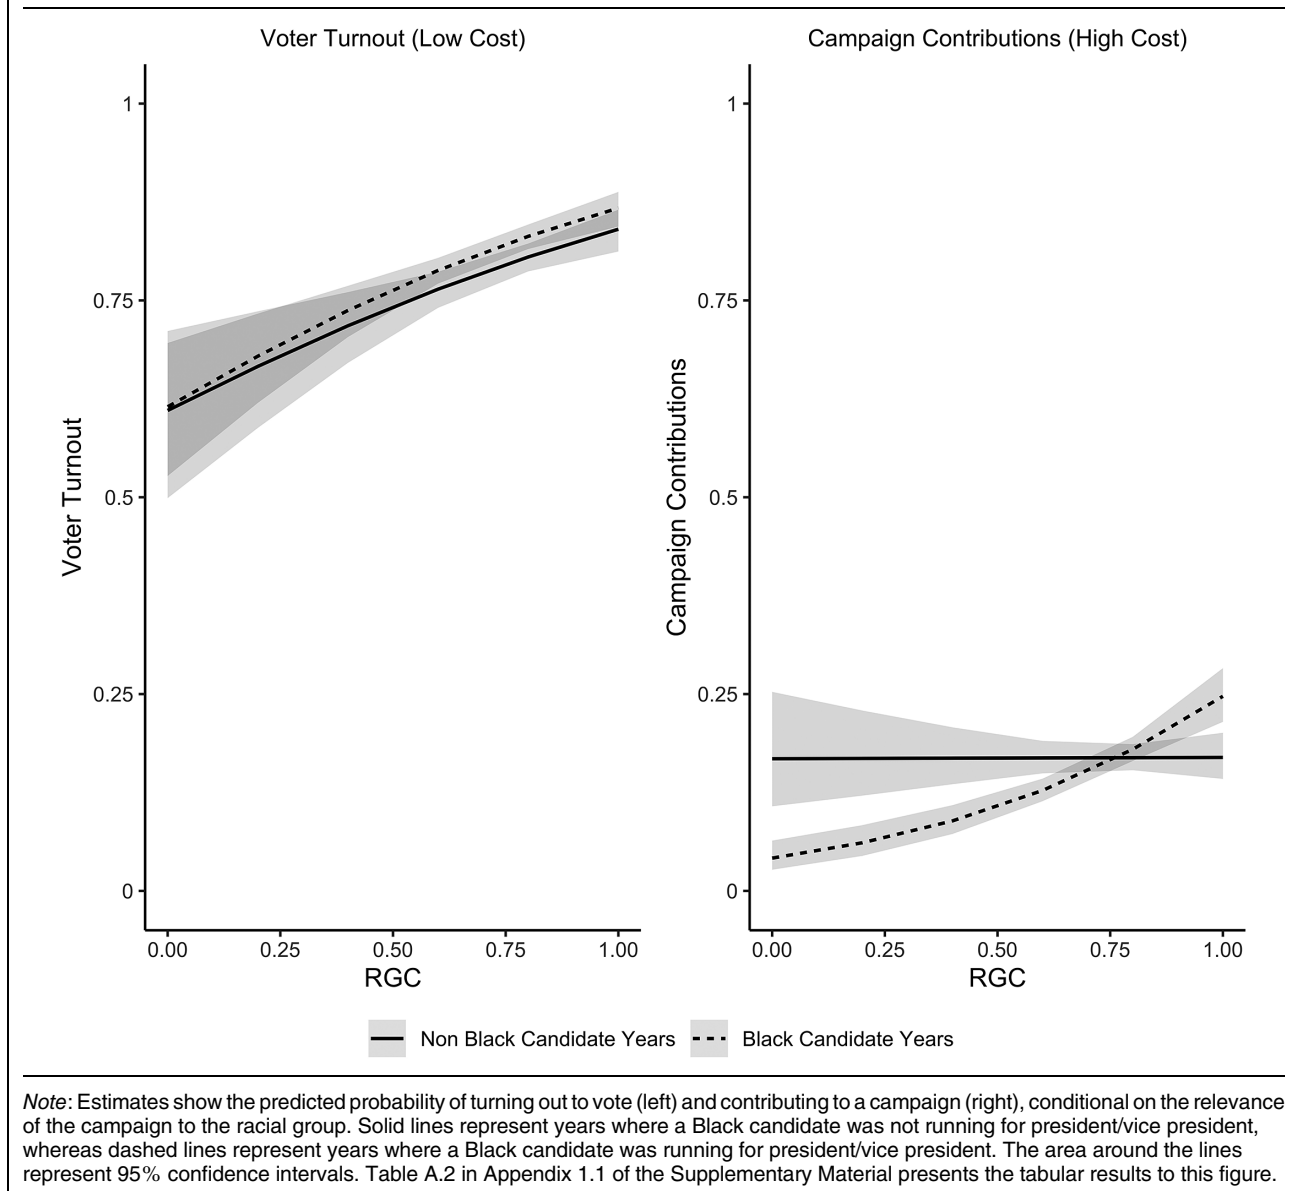 Voter Turnout (Low Cost)
Voter Turnout
1
0.75
0.5
0.25
0
0.00 0.25 0.50 0.75 1.00
RGC
Campaign Contributions (High Cost)
Campaign Contributions
1
0.75
0.5
0.25
0
0.00 0.25 0.50 0.75 1.00
RGC
Non Black Candidate Years Black Candidate Years
Note: Estimates show the predicted probability of turning out to vote (left) and contributing to a campaign (right), conditional on the relevance
of the campaign to the racial group. Solid lines represent years where a Black candidate was not running for president/vice president,
whereas dashed lines represent years where a Black candidate was running for president/vice president. The area around the lines
represent 95% confidence intervals. Table A.2 in Appendix 1.1 of the Supplementary Material presents the tabular results to this figure.